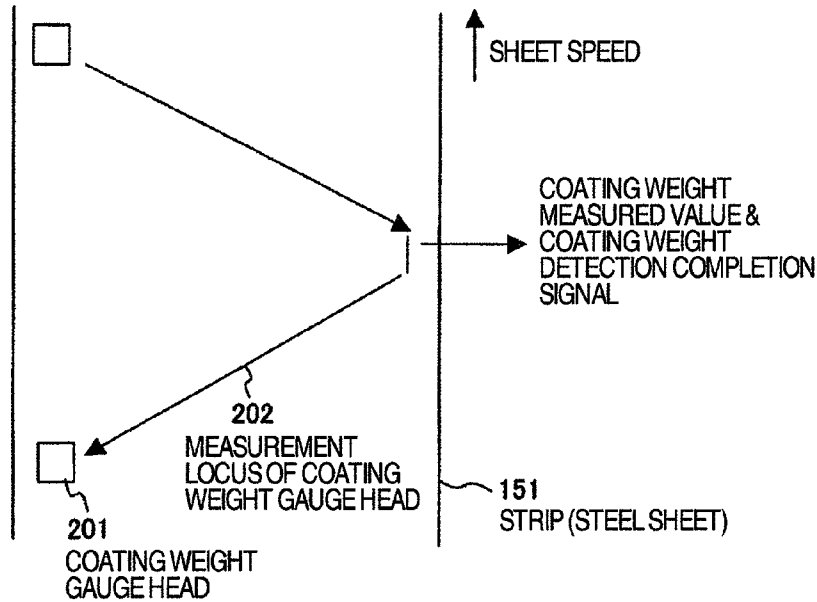 SHEET SPEED
COATING WEIGHT
MEASURED VALUE &
COATING WEIGHT
DETECTION COMPLETION
SIGNAL
202
MEASUREMENT
LOCUS OF COATING
WEIGHT GAUGE HEAD
151
STRIP (STEEL SHEET)
201
COATING WEIGHT
GAUGE HEAD